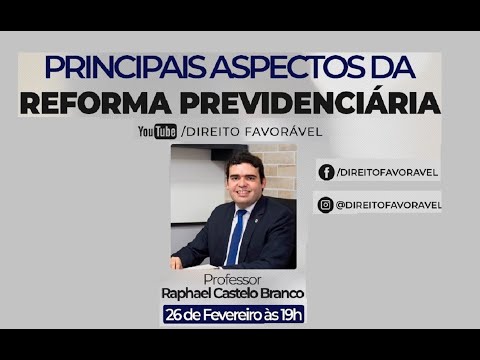 PRINCIPAIS ASPECTOS DA
REFORMA PREVIDENCIÁRIA
YouTube /DIREITO FAVORÁVEL
/DIREITOFAVORAVEL
@DIREITOFAVORAVEL
Professor
Raphael Castelo Branco
26 de Fevereiro às 19h